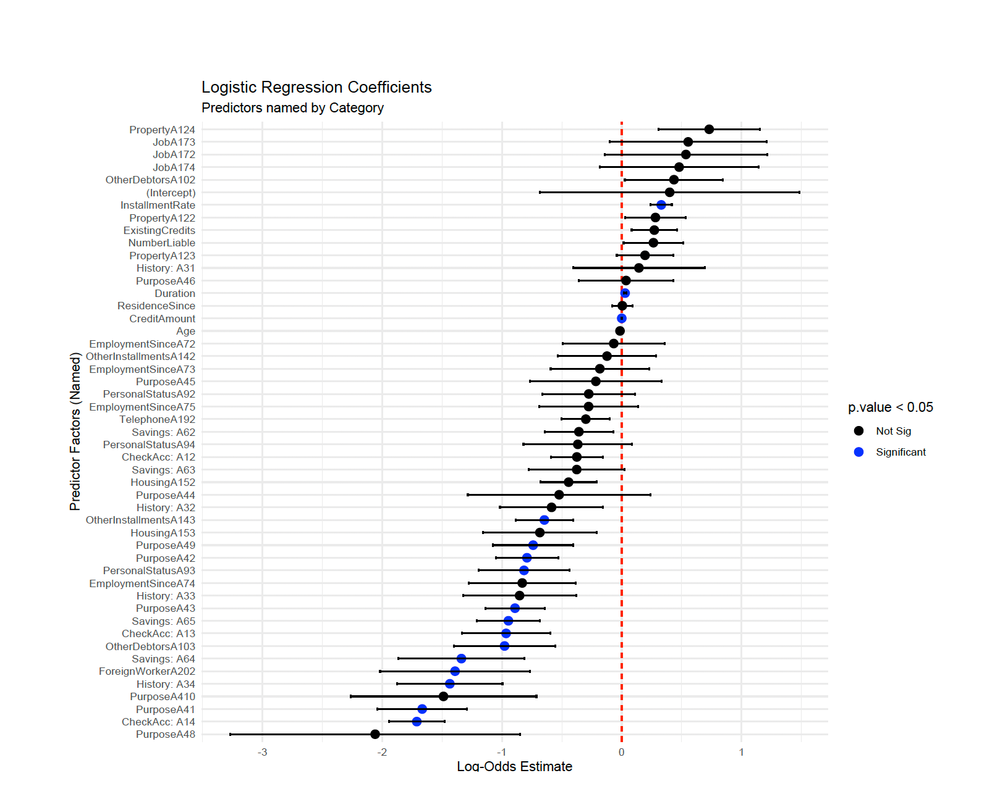 Logistic Regression Coefficients
Predictors named by Category
PropertyA124
JobA173
JobA172
JobA174
OtherDebtorsA102
(Intercept)
InstallmentRate
PropertyA122
ExistingCredits
NumberLiable
PropertyA123
History: A31
PurposeA46
Duration
ResidenceSince
CreditAmount
Age
EmploymentSinceA72
OtherInstallmentsA142
EmploymentSinceA73
PurposeA45
PersonalStatusA92
EmploymentSinceA75
TelephoneA192
Savings: A62
PersonalStatusA94
CheckAcc: A12
Savings: A63
HousingA152
PurposeA44
History: A32
OtherInstallmentsA143
HousingA153
PurposeA49
PurposeA42
PersonalStatusA93
EmploymentSinceA74
History: A33
PurposeA43
Savings: A65
CheckAcc: A13
OtherDebtorsA103
Savings: A64
ForeignWorkerA202
History: A34
PurposeA410
PurposeA41
CheckAcc: A14
PurposeA48
Predictor Factors (Named)
-3 -2 -1 0 1
Log-Odds Estimate
p.value < 0.05
Not Sig
Significant